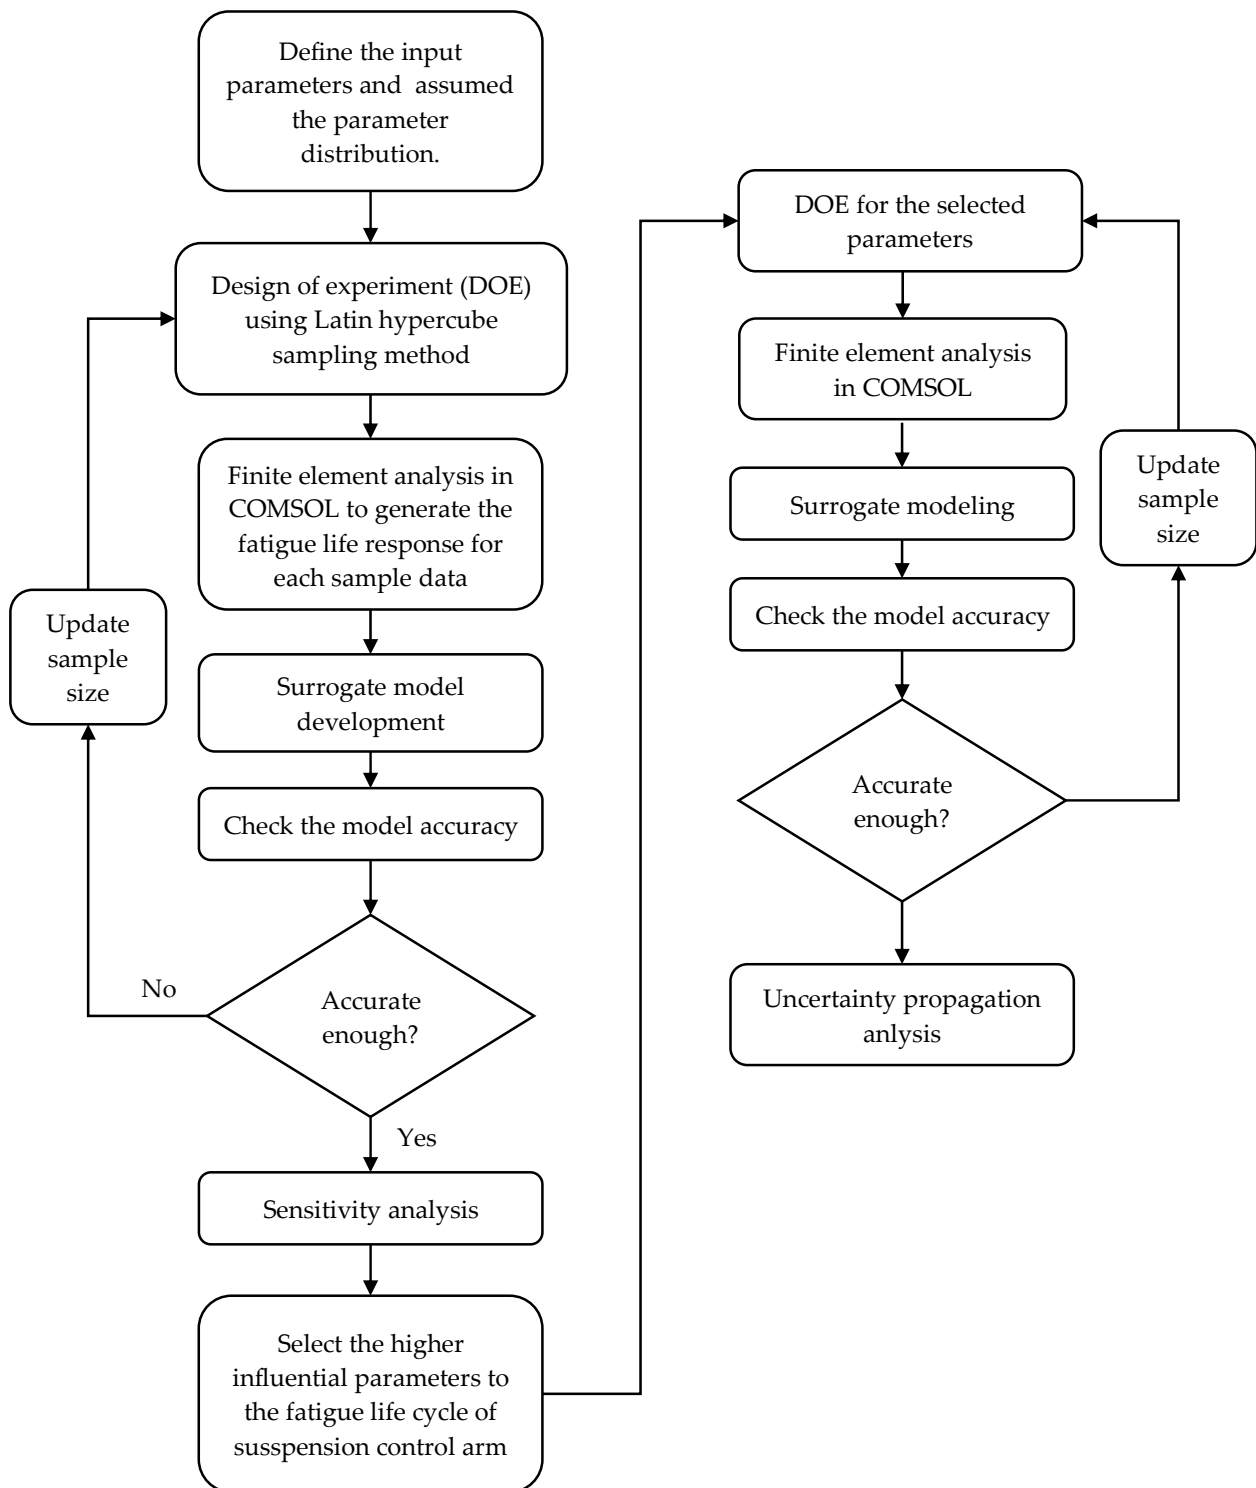 Define the input
parameters and  assumed
the parameter
distribution.
Design of experiment (DOE)
using Latin hypercube
sampling method
Finite element analysis in
COMSOL to generate the
fatigue life response for
each sample data
Update
sample
size
Surrogate model
development
Check the model accuracy
No
Accurate
enough?
Yes
Sensitivity analysis
Select the higher
influential parameters to
the fatigue life cycle of
susspension control arm
DOE for the selected
parameters
Finite element analysis
in COMSOL
Update
sample
size
Surrogate modeling
Check the model accuracy
Accurate
enough?
Uncertainty propagation
anlysis